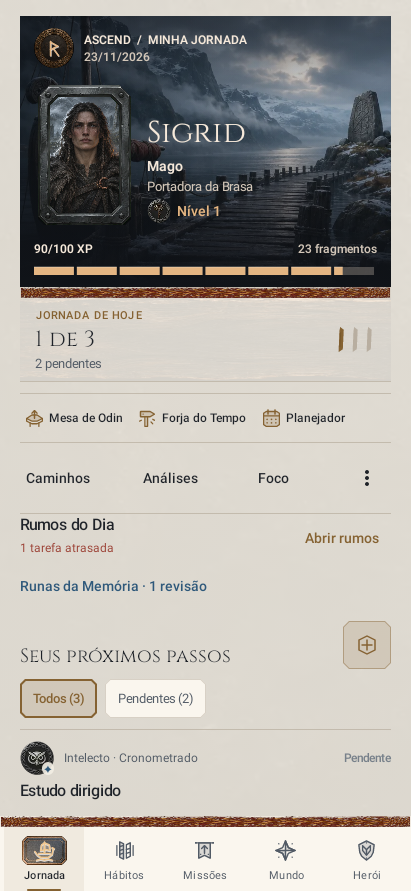 ASCEND / MINHA JORNADA
23/11/2026
Sigrid
Mago
Portadora da Brasa
Nível 1
90/100 XP
23 fragmentos
JORNADA DE HOJE
1 de 3
2 pendentes
Mesa de Odin
Forja do Tempo
Planejador
Caminhos
Análises
Foco
Rumos do Dia
1 tarefa atrasada
Abrir rumos
Runas da Memória · 1 revisão
Seus próximos passos
Todos (3)
Pendentes (2)
Intelecto · Cronometrado
Pendente
Estudo dirigido
Jornada
Hábitos
Missões
Mundo
Herói